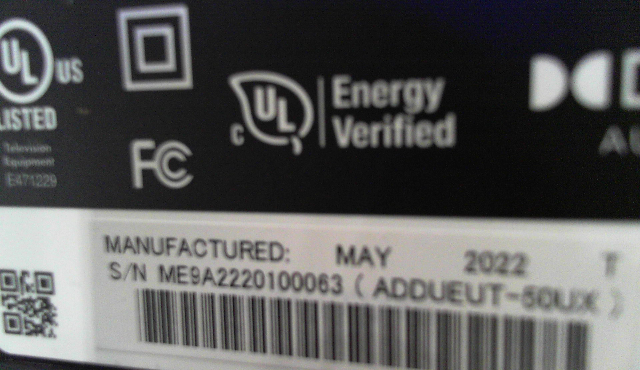 UL US
LISTED
Television
Equipment
E471229
FC
c UL
Energy
Verified
MANUFACTURED: MAY 2022 T
S/N ME9A2220100063 (ADDUEUT-50UX)